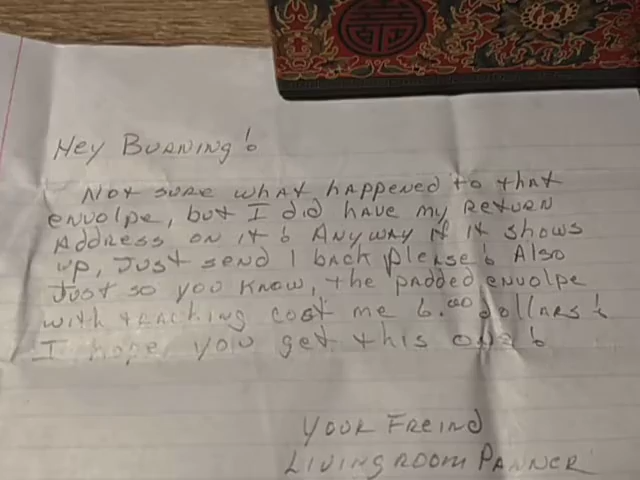 Hey Burning !
Not sure what happened to that
envolpe, but I did have my return
address on it ! Anyway if it shows
up, just send 1 back please ! Also
just so you know, the padded envolpe
with tracking cost me 6.00 dollars !
I hope you get this one !
Your Freind
Livingroom Panner